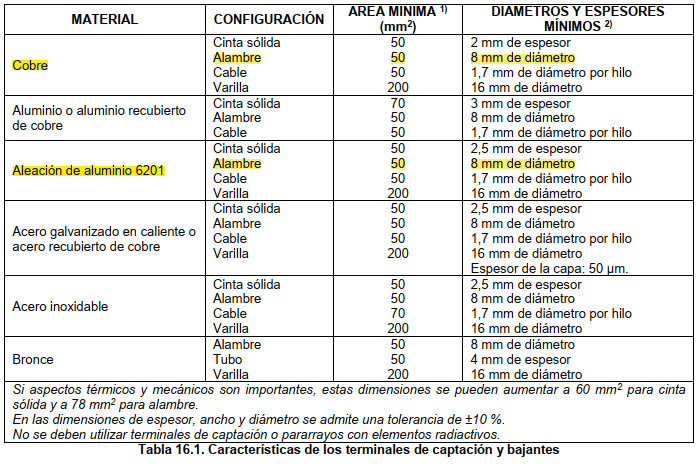 MATERIAL CONFIGURACIÓN AREA MINIMA 1) (mm2) DIAMETROS Y ESPESORES MÍNIMOS 2)
Cobre
Cinta sólida 50 2 mm de espesor
Alambre 50 8 mm de diámetro
Cable 50 1,7 mm de diámetro por hilo
Varilla 200 16 mm de diámetro
Aluminio o aluminio recubierto de cobre
Cinta sólida 70 3 mm de espesor
Alambre 50 8 mm de diámetro
Cable 50 1,7 mm de diámetro por hilo
Aleación de aluminio 6201
Cinta sólida 50 2,5 mm de espesor
Alambre 50 8 mm de diámetro
Cable 50 1,7 mm de diámetro por hilo
Varilla 200 16 mm de diámetro
Acero galvanizado en caliente o acero recubierto de cobre
Cinta sólida 50 2,5 mm de espesor
Alambre 50 8 mm de diámetro
Cable 50 1,7 mm de diámetro por hilo
Varilla 200 16 mm de diámetro
Espesor de la capa: 50 µm.
Acero inoxidable
Cinta sólida 50 2,5 mm de espesor
Alambre 50 8 mm de diámetro
Cable 70 1,7 mm de diámetro por hilo
Varilla 200 16 mm de diámetro
Bronce
Alambre 50 8 mm de diámetro
Tubo 50 4 mm de espesor
Varilla 200 16 mm de diámetro
Si aspectos térmicos y mecánicos son importantes, estas dimensiones se pueden aumentar a 60 mm2 para cinta
sólida y a 78 mm2 para alambre.
En las dimensiones de espesor, ancho y diámetro se admite una tolerancia de ±10 %.
No se deben utilizar terminales de captación o pararrayos con elementos radiactivos.
Tabla 16.1. Características de los terminales de captación y bajantes